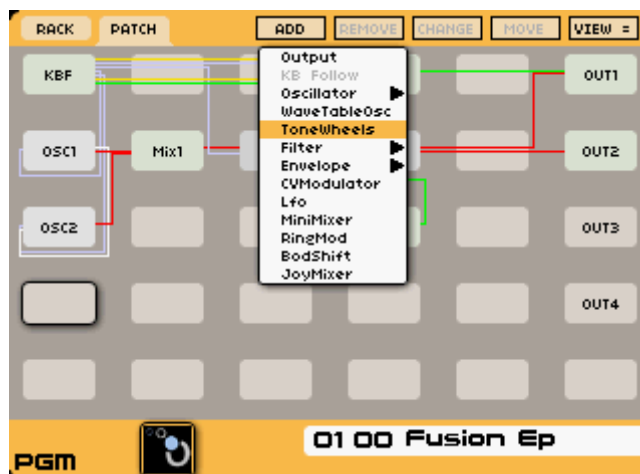 RACK PATCH ADD REMOVE CHANGE MOVE VIEW =
Output
KB Follow
Oscillator
WaveTableOsc
ToneWheels
Filter
Envelope
CVModulator
Lfo
MiniMixer
RingMod
BodShift
JoyMixer
KBF OUT1
OSC1 Mix1 OUT2
OSC2 OUT3
OUT4
PGM 01 00 Fusion Ep